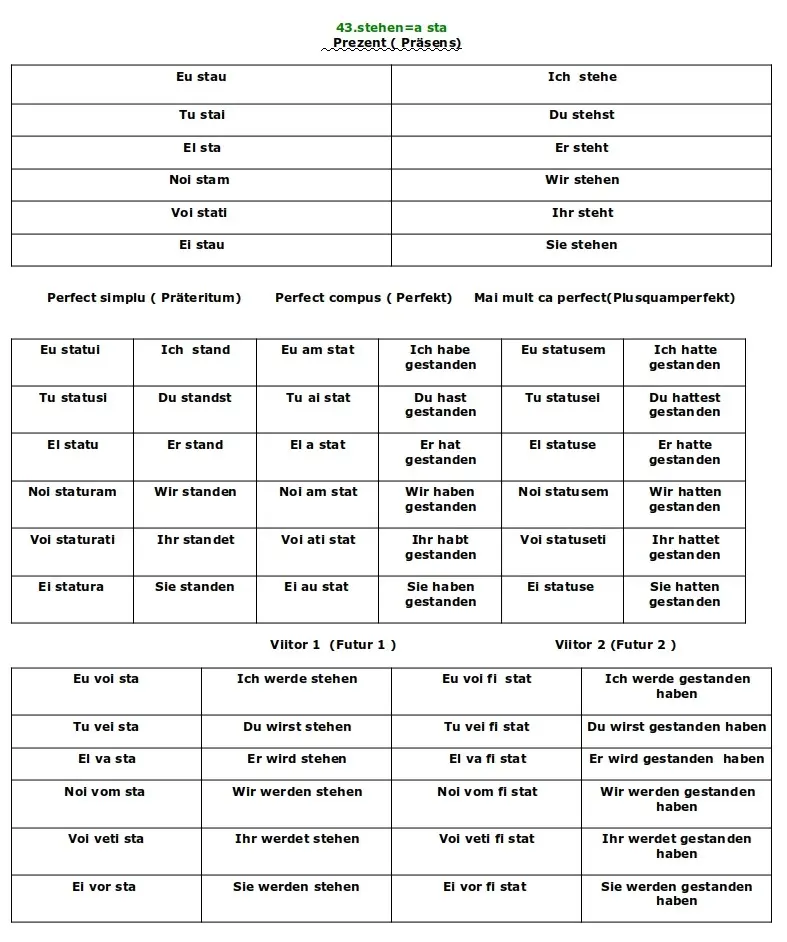 43.stehen=a sta
Prezent ( Präsens)
Eu stau Ich stehe
Tu stai Du stehst
El sta Er steht
Noi stam Wir stehen
Voi stati Ihr steht
Ei stau Sie stehen
Perfect simplu ( Präteritum) Perfect compus ( Perfekt) Mai mult ca perfect(Plusquamperfekt)
Eu statui Ich stand Eu am stat Ich habe gestanden Eu statusem Ich hatte gestanden
Tu statusi Du standst Tu ai stat Du hast gestanden Tu statusei Du hattest gestanden
El statu Er stand El a stat Er hat gestanden El statuse Er hatte gestanden
Noi staturam Wir standen Noi am stat Wir haben gestanden Noi statusem Wir hatten gestanden
Voi staturati Ihr standet Voi ati stat Ihr habt gestanden Voi statuseti Ihr hattet gestanden
Ei statura Sie standen Ei au stat Sie haben gestanden Ei statuse Sie hatten gestanden
Viitor 1 (Futur 1 ) Viitor 2 (Futur 2 )
Eu voi sta Ich werde stehen Eu voi fi stat Ich werde gestanden haben
Tu vei sta Du wirst stehen Tu vei fi stat Du wirst gestanden haben
El va sta Er wird stehen El va fi stat Er wird gestanden haben
Noi vom sta Wir werden stehen Noi vom fi stat Wir werden gestanden haben
Voi veti sta Ihr werdet stehen Voi veti fi stat Ihr werdet gestanden haben
Ei vor sta Sie werden stehen Ei vor fi stat Sie werden gestanden haben